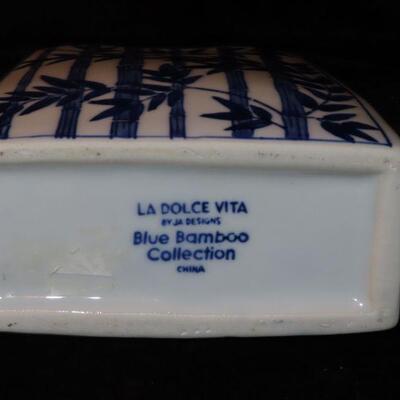 LA DOLCE VITA
BY JA DESIGNS
Blue Bamboo
Collection
CHINA